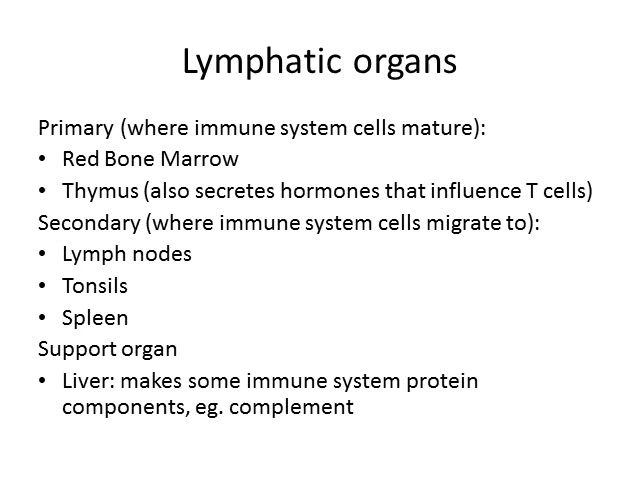 Lymphatic organs
Primary (where immune system cells mature):
• Red Bone Marrow
• Thymus (also secretes hormones that influence T cells)
Secondary (where immune system cells migrate to):
• Lymph nodes
• Tonsils
• Spleen
Support organ
• Liver: makes some immune system protein
components, eg. complement